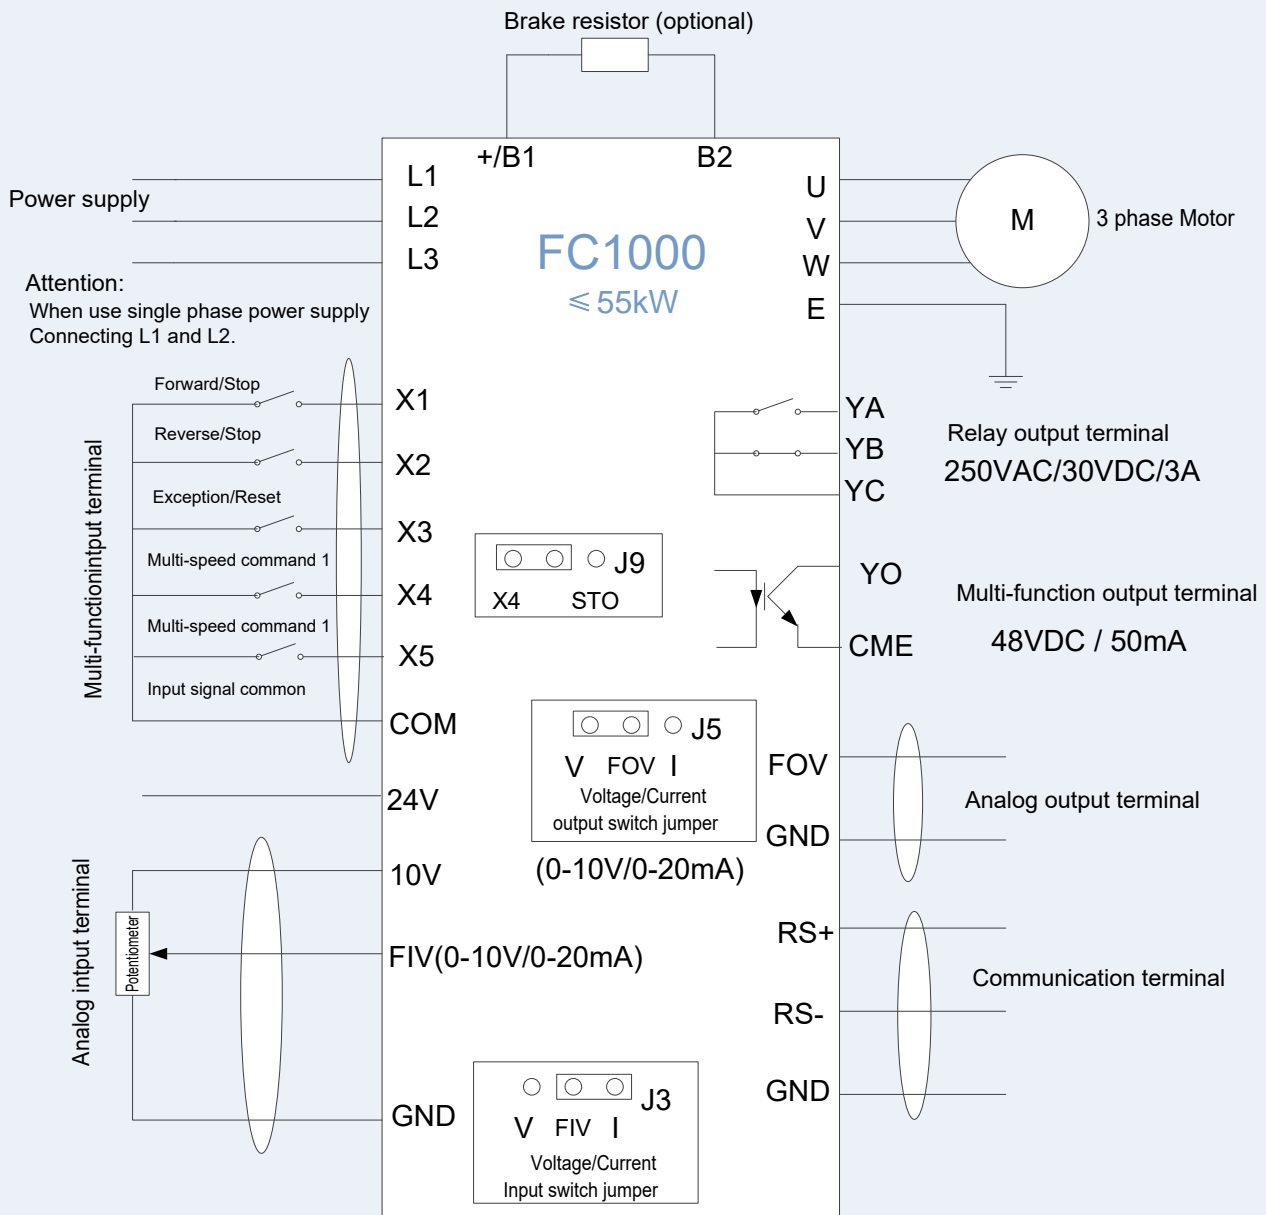 Brake resistor (optional)
+/B1
B2
Power supply
L1
L2
L3
FC1000
≤ 55kW
U
V
W
E
M
3 phase Motor
Attention:
When use single phase power supply
Connecting L1 and L2.
Multi-functionintput terminal
Forward/Stop
X1
Reverse/Stop
X2
Exception/Reset
X3
Multi-speed command 1
X4
Multi-speed command 1
X5
Input signal common
COM
24V
YA
YB
YC
Relay output terminal
250VAC/30VDC/3A
J9
X4 STO
YO
CME
Multi-function output terminal
48VDC / 50mA
J5
V FOV I
Voltage/Current
output switch jumper
(0-10V/0-20mA)
FOV
GND
Analog output terminal
Analog intput terminal
Potentiometer
10V
FIV(0-10V/0-20mA)
GND
RS+
RS-
GND
Communication terminal
J3
V FIV I
Voltage/Current
Input switch jumper